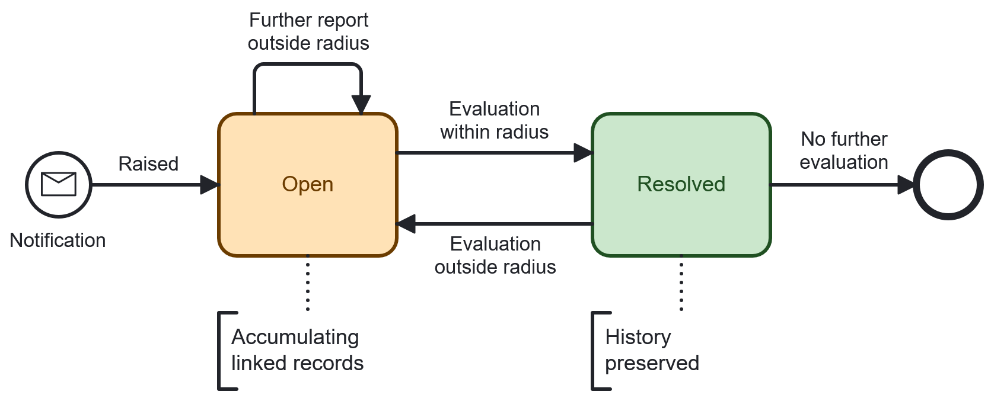 Further report
outside radius
Evaluation
within radius
No further
evaluation
Raised
Open
Resolved
Notification
Evaluation
outside radius
Accumulating
linked records
History
preserved